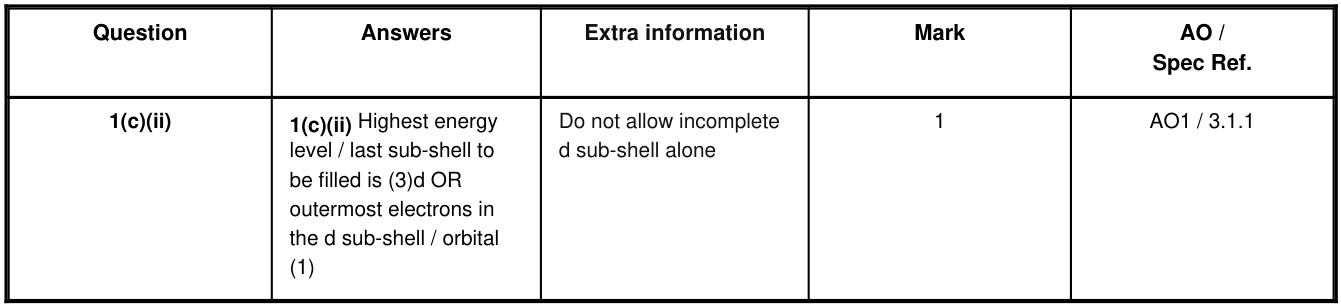 Question Answers Extra information Mark AO /
Spec Ref.
1(c)(ii) 1(c)(ii) Highest energy Do not allow incomplete 1 AO1 / 3.1.1
level / last sub-shell to d sub-shell alone
be filled is (3)d OR
outermost electrons in
the d sub-shell / orbital
(1)